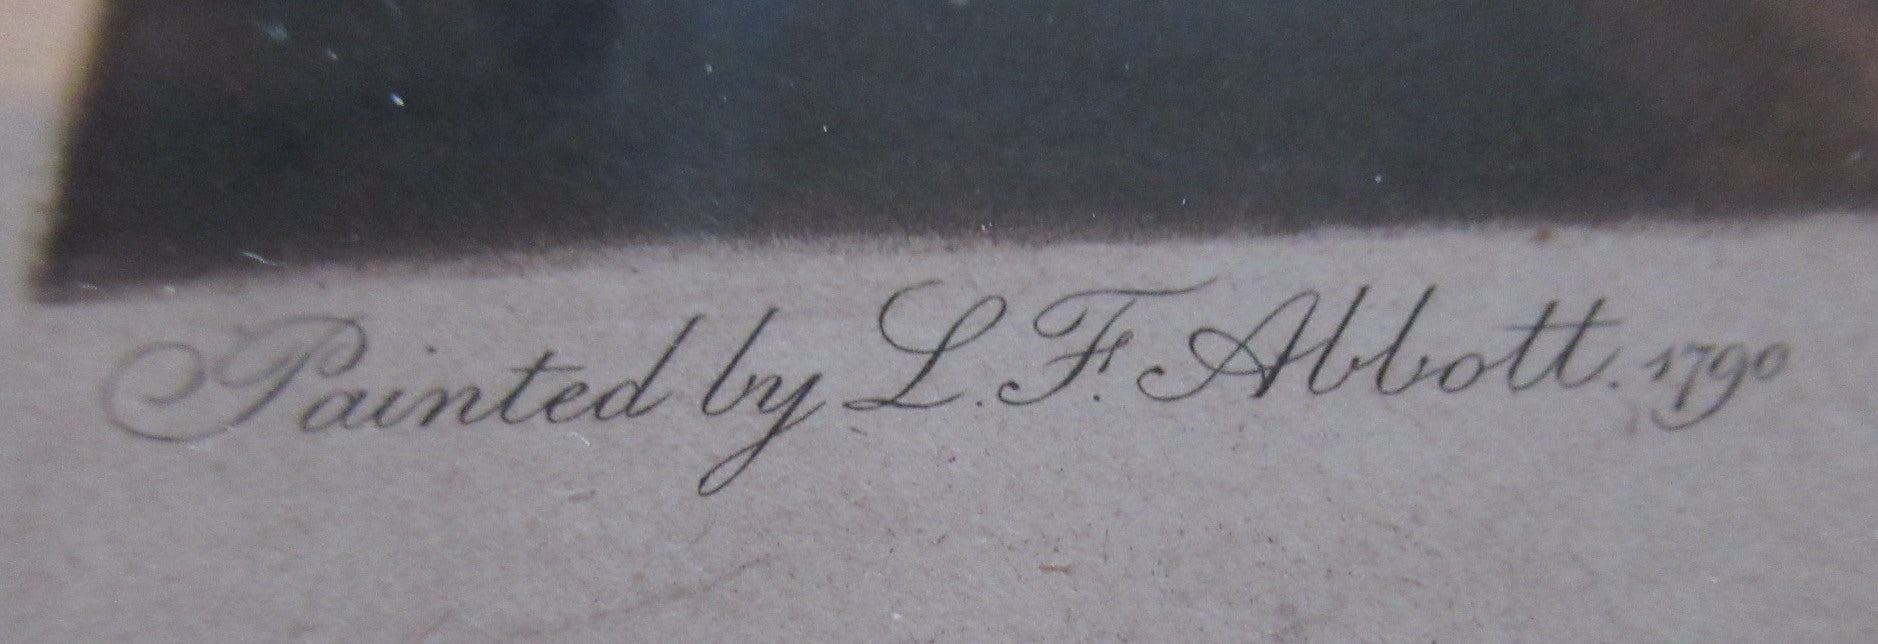 Painted by L. F. Abbott. 1790